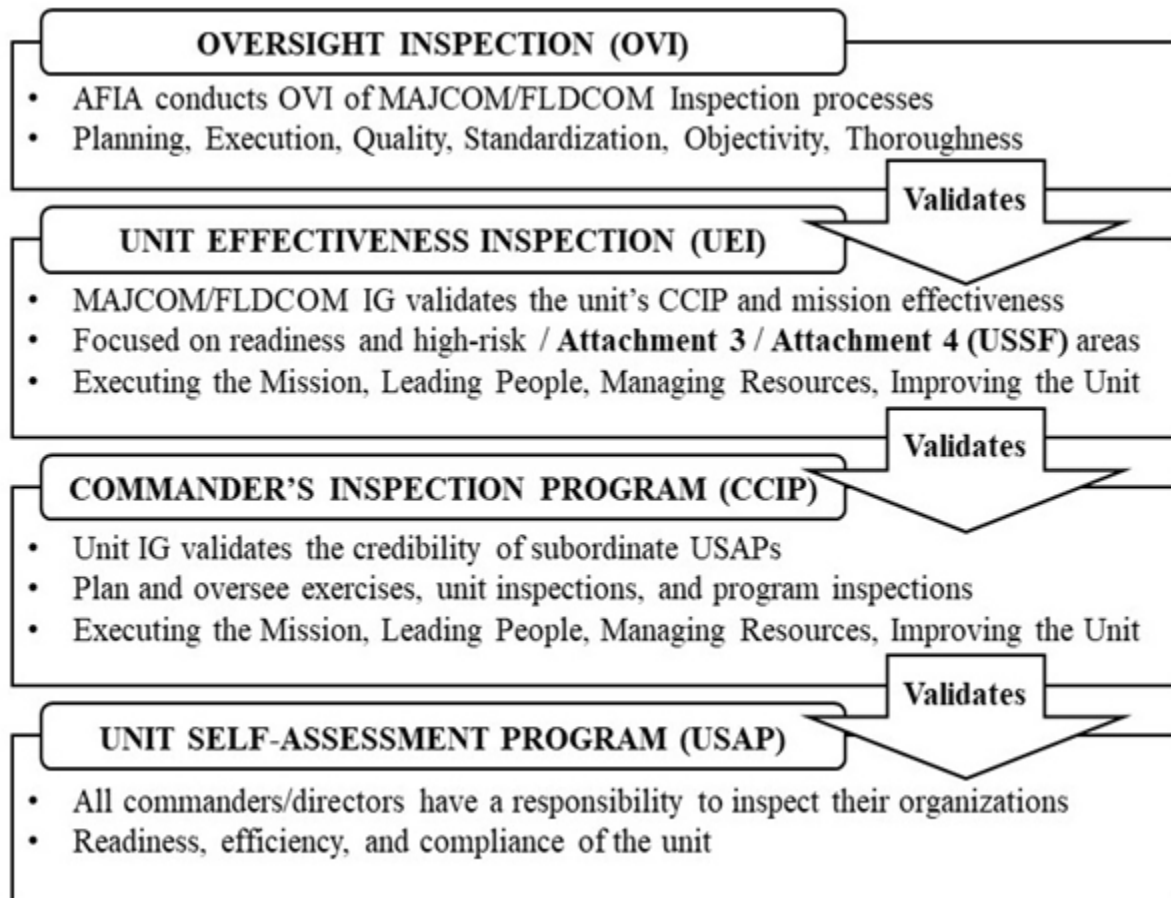 OVERSIGHT INSPECTION (OVI)
• AFIA conducts OVI of MAJCOM/FLDCOM Inspection processes
• Planning, Execution, Quality, Standardization, Objectivity, Thoroughness
Validates
UNIT EFFECTIVENESS INSPECTION (UEI)
• MAJCOM/FLDCOM IG validates the unit's CCIP and mission effectiveness
• Focused on readiness and high-risk / Attachment 3 / Attachment 4 (USSF) areas
• Executing the Mission, Leading People, Managing Resources, Improving the Unit
Validates
COMMANDER'S INSPECTION PROGRAM (CCIP)
• Unit IG validates the credibility of subordinate USAPs
• Plan and oversee exercises, unit inspections, and program inspections
• Executing the Mission, Leading People, Managing Resources, Improving the Unit
Validates
UNIT SELF-ASSESSMENT PROGRAM (USAP)
• All commanders/directors have a responsibility to inspect their organizations
• Readiness, efficiency, and compliance of the unit